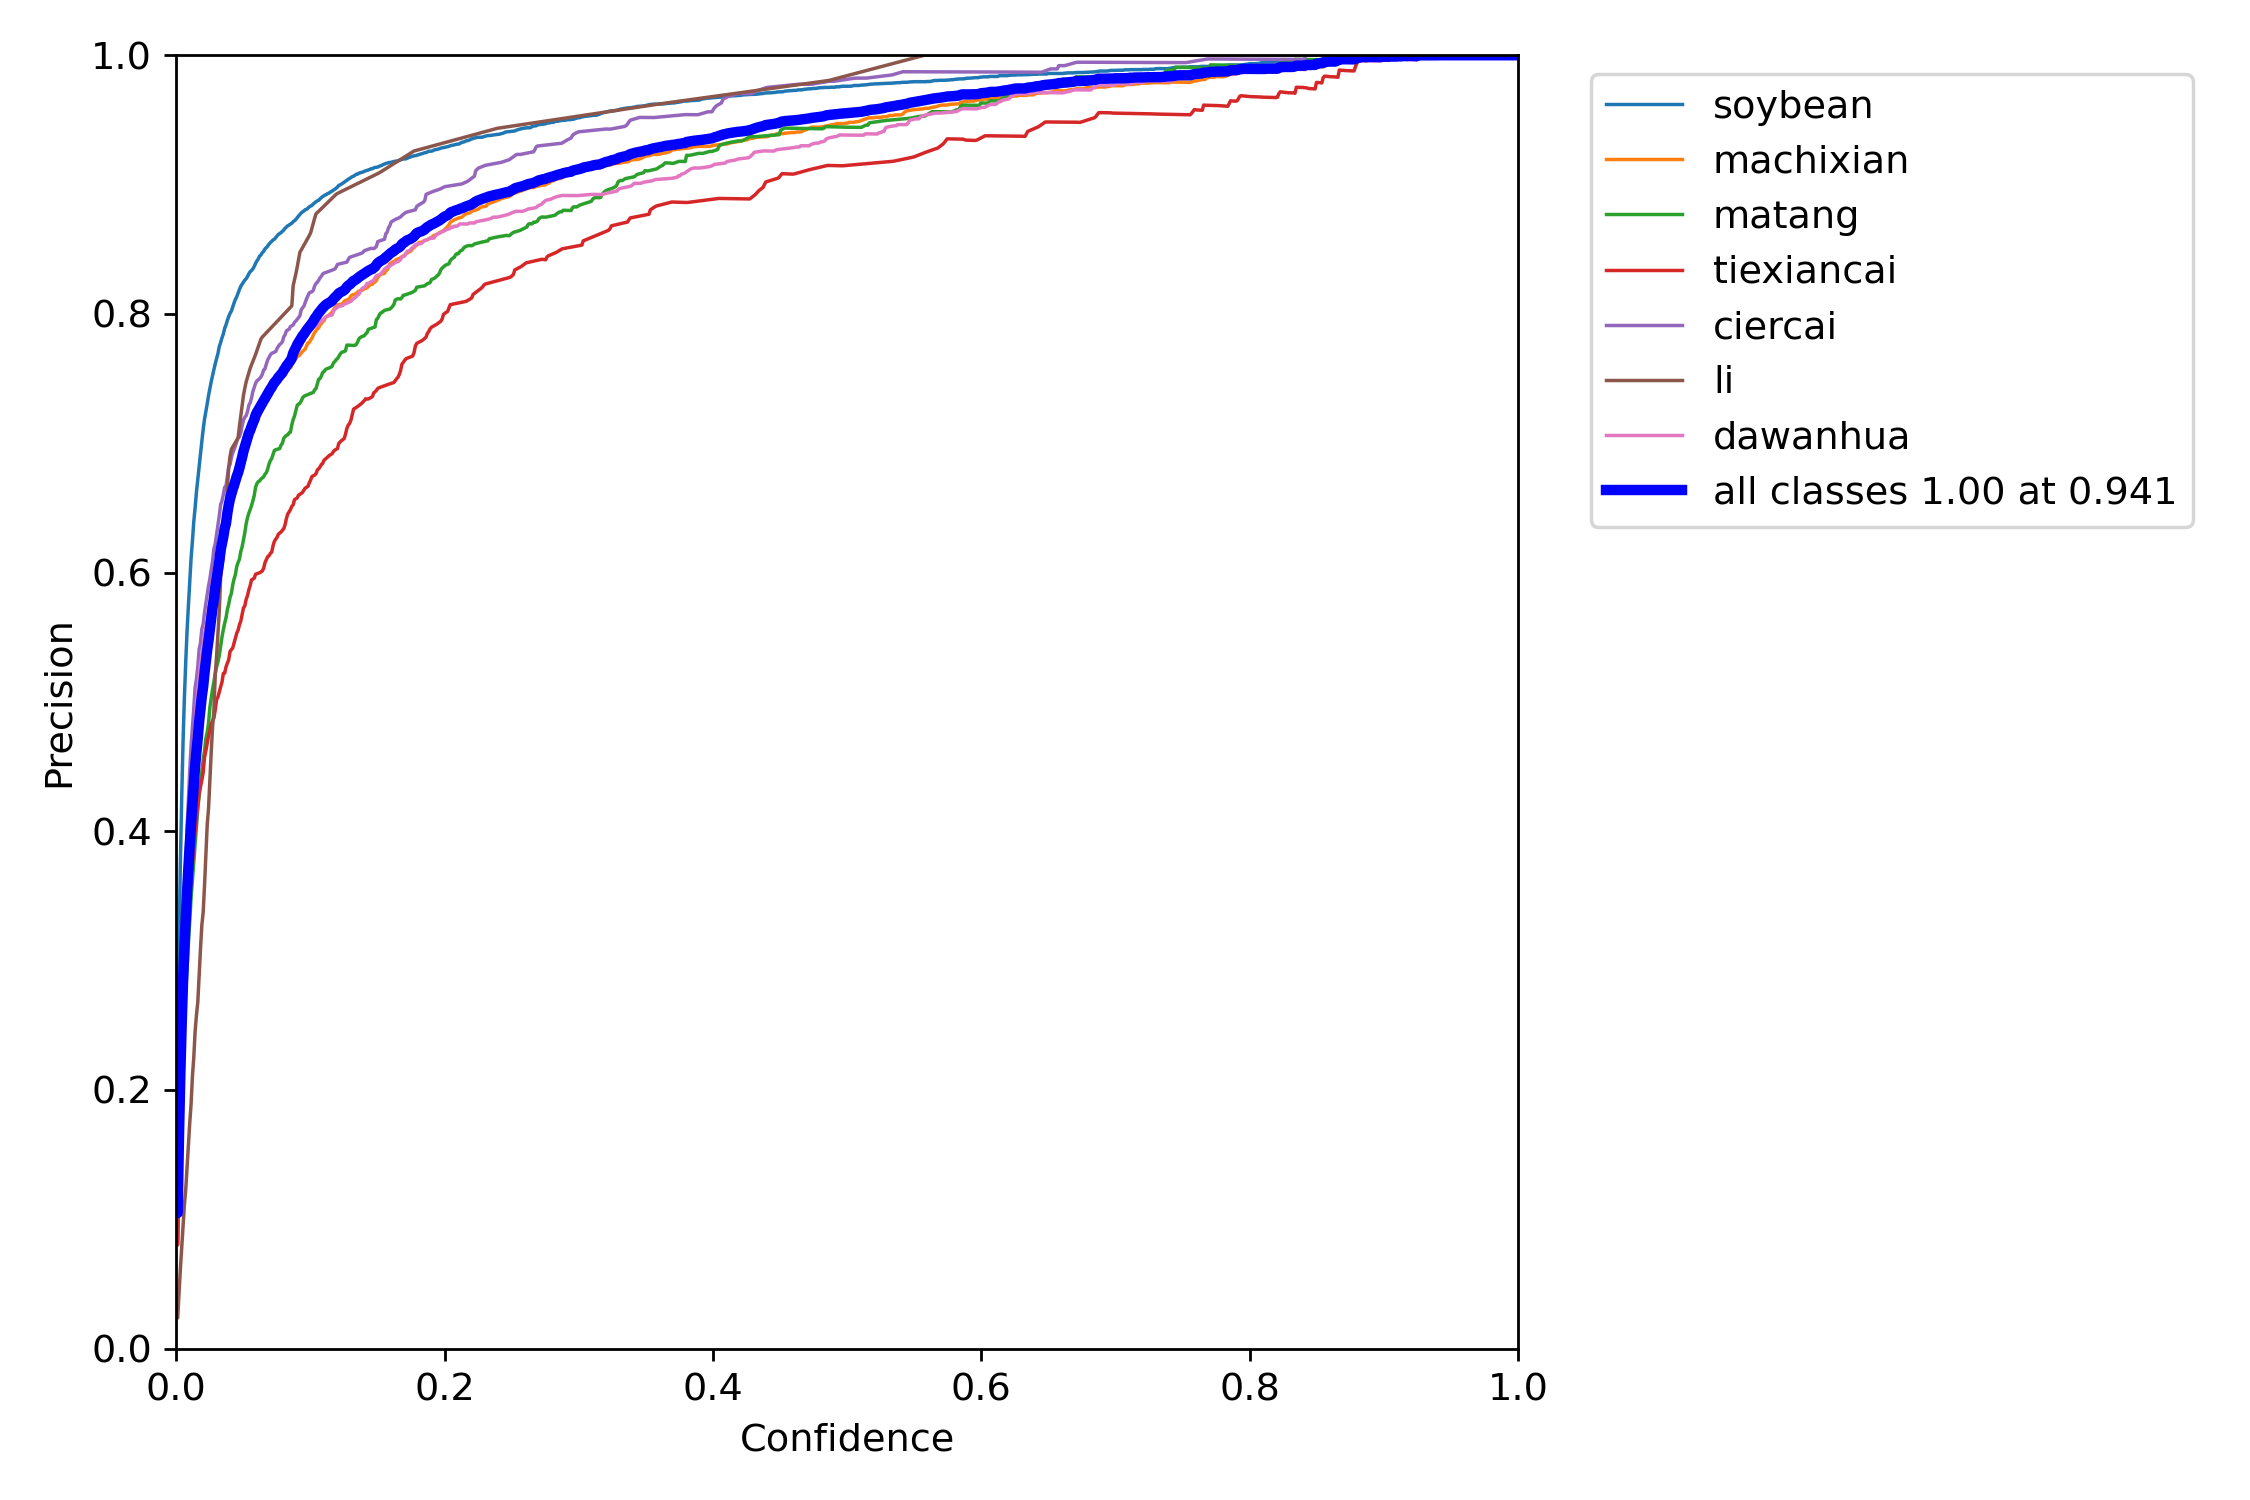 1.0
0.8
0.6
0.4
0.2
0.0
Precision
0.0 0.2 0.4 0.6 0.8 1.0
Confidence
soybean
machixian
matang
tiexiancai
ciercai
li
dawanhua
all classes 1.00 at 0.941